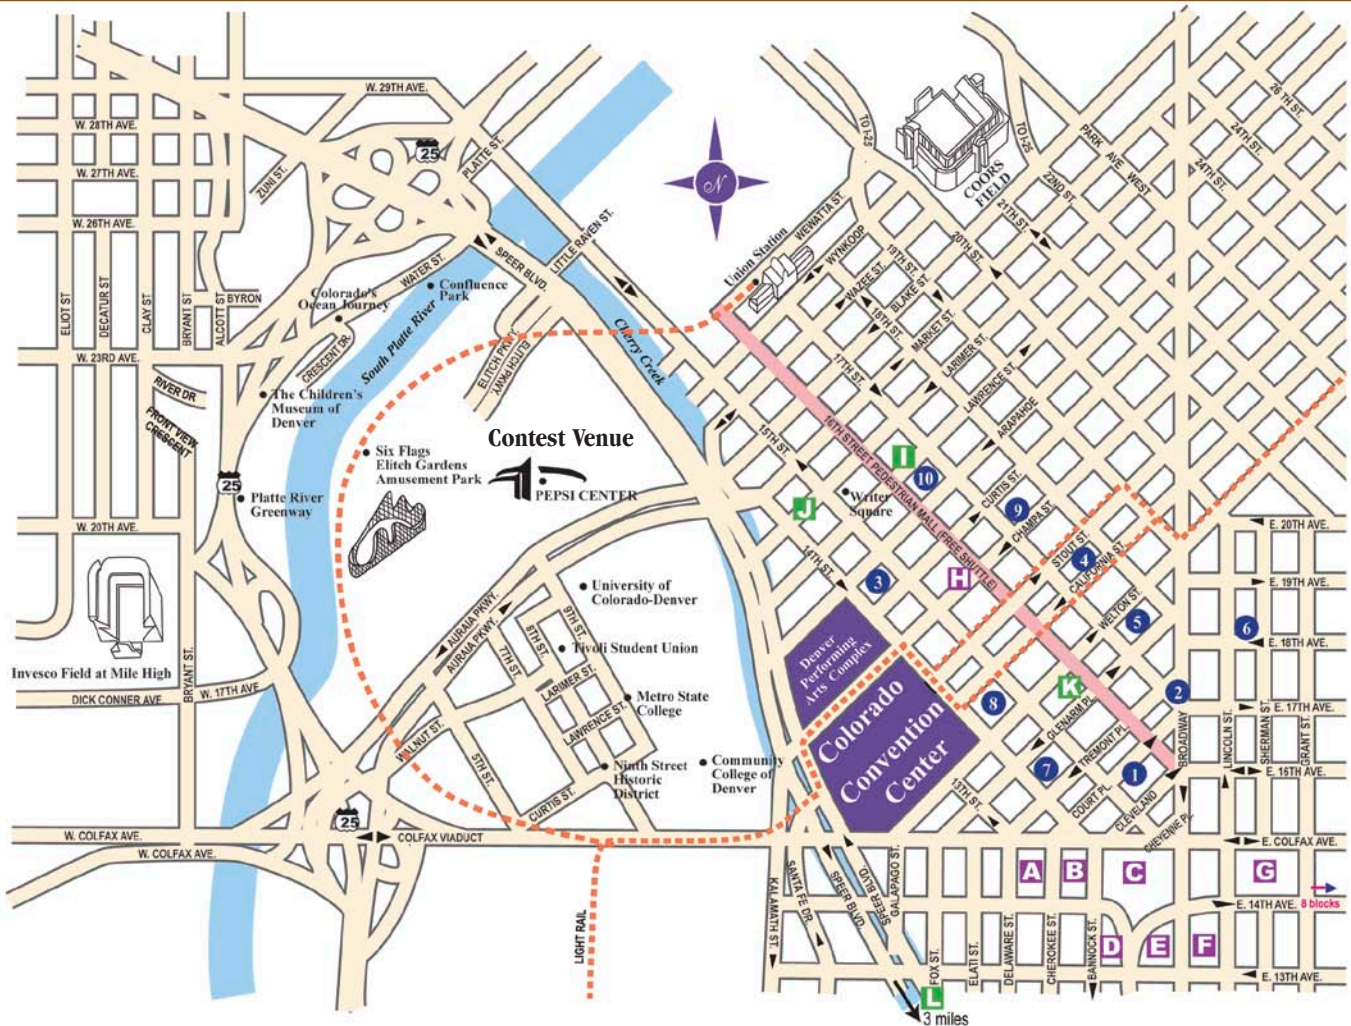 W. 29TH AVE.
W. 28TH AVE.
W. 27TH AVE.
W. 26TH AVE.
ZUNI ST.
25
PLATTE ST.
TO I-25
TO I-25
COORS
FIELD
PARK AVE WEST
26 TH ST.
24TH ST.
24TH ST.
22ND ST.
21TH ST.
20TH ST.
N
WEWATTA ST.
Union Station
WYNKOOP
19TH ST.
WAZEE ST.
BLAKE ST.
18TH ST.
MARKET ST.
17TH ST.
LARIMER ST.
LAWRENCE ST.
ARAPAHOE
LITTLE RAVEN ST.
SPEER BLVD.
WATER ST.
Confluence
Park
Colorado's
Ocean Journey
ELIOT ST
DECATUR ST
CLAY ST
BRYANT ST
ALCOTT ST
BYRON
W. 23RD AVE.
CRESCENT DR.
South Platte River
ELITCH PKWY.
ELITCH PKWY.
Cherry Creek
RIVER DR
FRONT VIEW
CRESCENT
The Children's
Museum of
Denver
25
Platte River
Greenway
Six Flags
Elitch Gardens
Amusement Park
Contest Venue
PEPSI CENTER
15TH ST.
16TH STREET PEDESTRIAN MALL (FREE SHUTTLE)
I
10
J
Writer
Square
CURTIS ST.
9
CHAMPA ST.
STOUT ST.
4
CALIFORNIA ST
14TH ST.
3
H
WELTON ST.
5
6
E. 20TH AVE.
E. 19TH AVE.
E. 18TH AVE.
W. 20TH AVE.
Invesco Field at Mile High
DICK CONNER AVE
BRYANT ST.
W. 17TH AVE.
AURAIA PKWY.
AURAIA PKWY.
University of
Colorado-Denver
9TH ST.
5TH ST.
7TH ST.
Tivoli Student Union
LARIMER ST.
Metro State
College
LAWRENCE ST.
WALNUT ST.
5TH ST.
Ninth Street
Historic
District
CURTIS ST.
Community
College of
Denver
Denver
Performing
Arts Complex
Colorado
Convention
Center
K
8
2
GLENARM PL.
TREMONT PL.
7
1
COURT PL.
CLEVELAND
CHEYENNE PL.
13TH ST.
BROADWAY
LINCOLN ST.
SHERMAN ST.
GRANT ST.
E. 17TH AVE.
E. 16TH AVE.
25
W. COLFAX AVE.
COLFAX VIADUCT
W. COLFAX AVE.
E. COLFAX AVE.
LIGHT RAIL
KALAMATH ST.
SANTA FE DR.
SPEER BLVD.
SPEER BLVD.
GALAPAGO ST.
A
B
C
G
8 blocks
E. 14TH AVE.
FOX ST.
ELATI ST.
DELAWARE ST.
CHEROKEE ST.
BANNOCK ST.
D
E
F
E. 13TH AVE.
L
3 miles